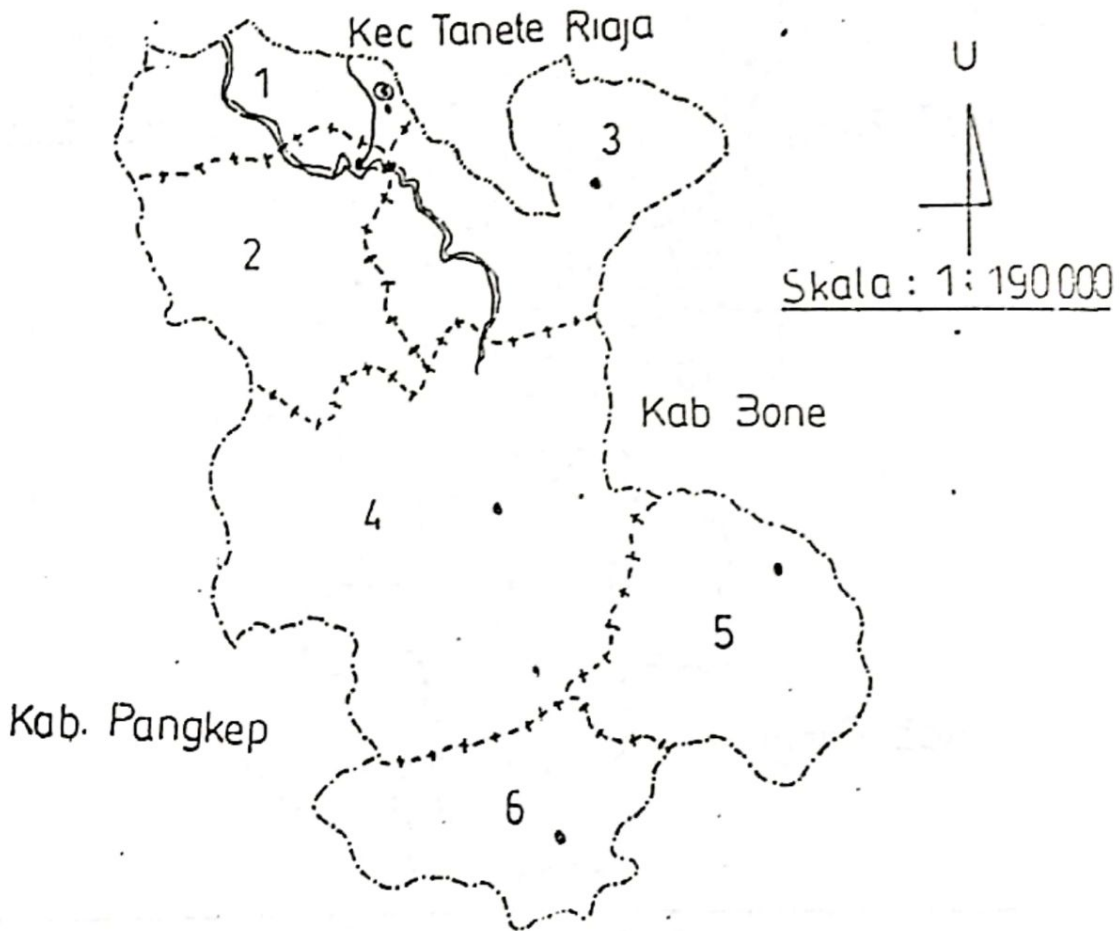 Kec Tanete Riaja
U
1
3
2
Skala : 1 : 190 000
Kab Bone
4
5
Kab. Pangkep
6